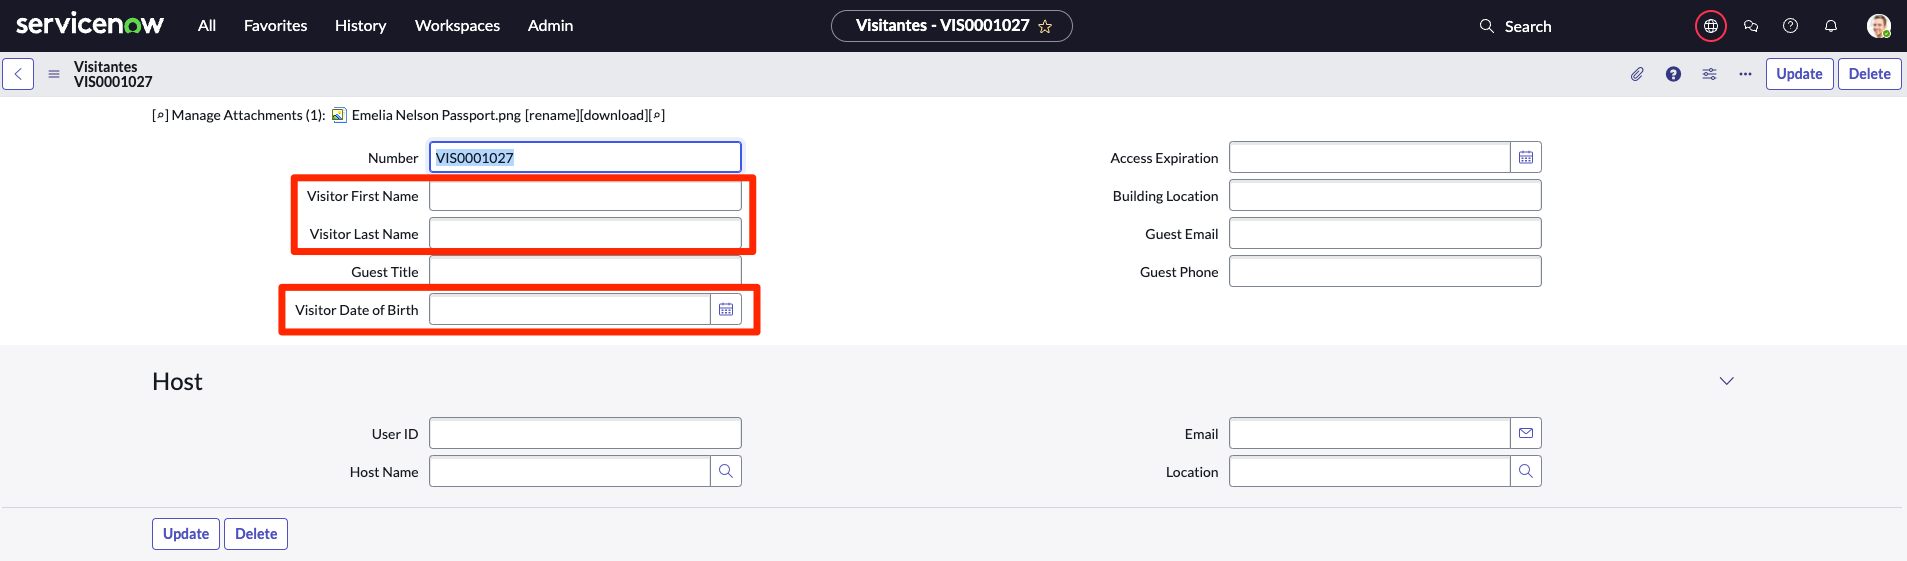 servicenow All Favorites History Workspaces Admin Visitantes - VIS0001027 Search
Visitantes
VIS0001027
Update Delete
[⌕] Manage Attachments (1): Emelia Nelson Passport.png [rename][download][⌕]
Number VIS0001027 Access Expiration
Visitor First Name Building Location
Visitor Last Name Guest Email
Guest Title Guest Phone
Visitor Date of Birth
Host
User ID Email
Host Name Location
Update Delete